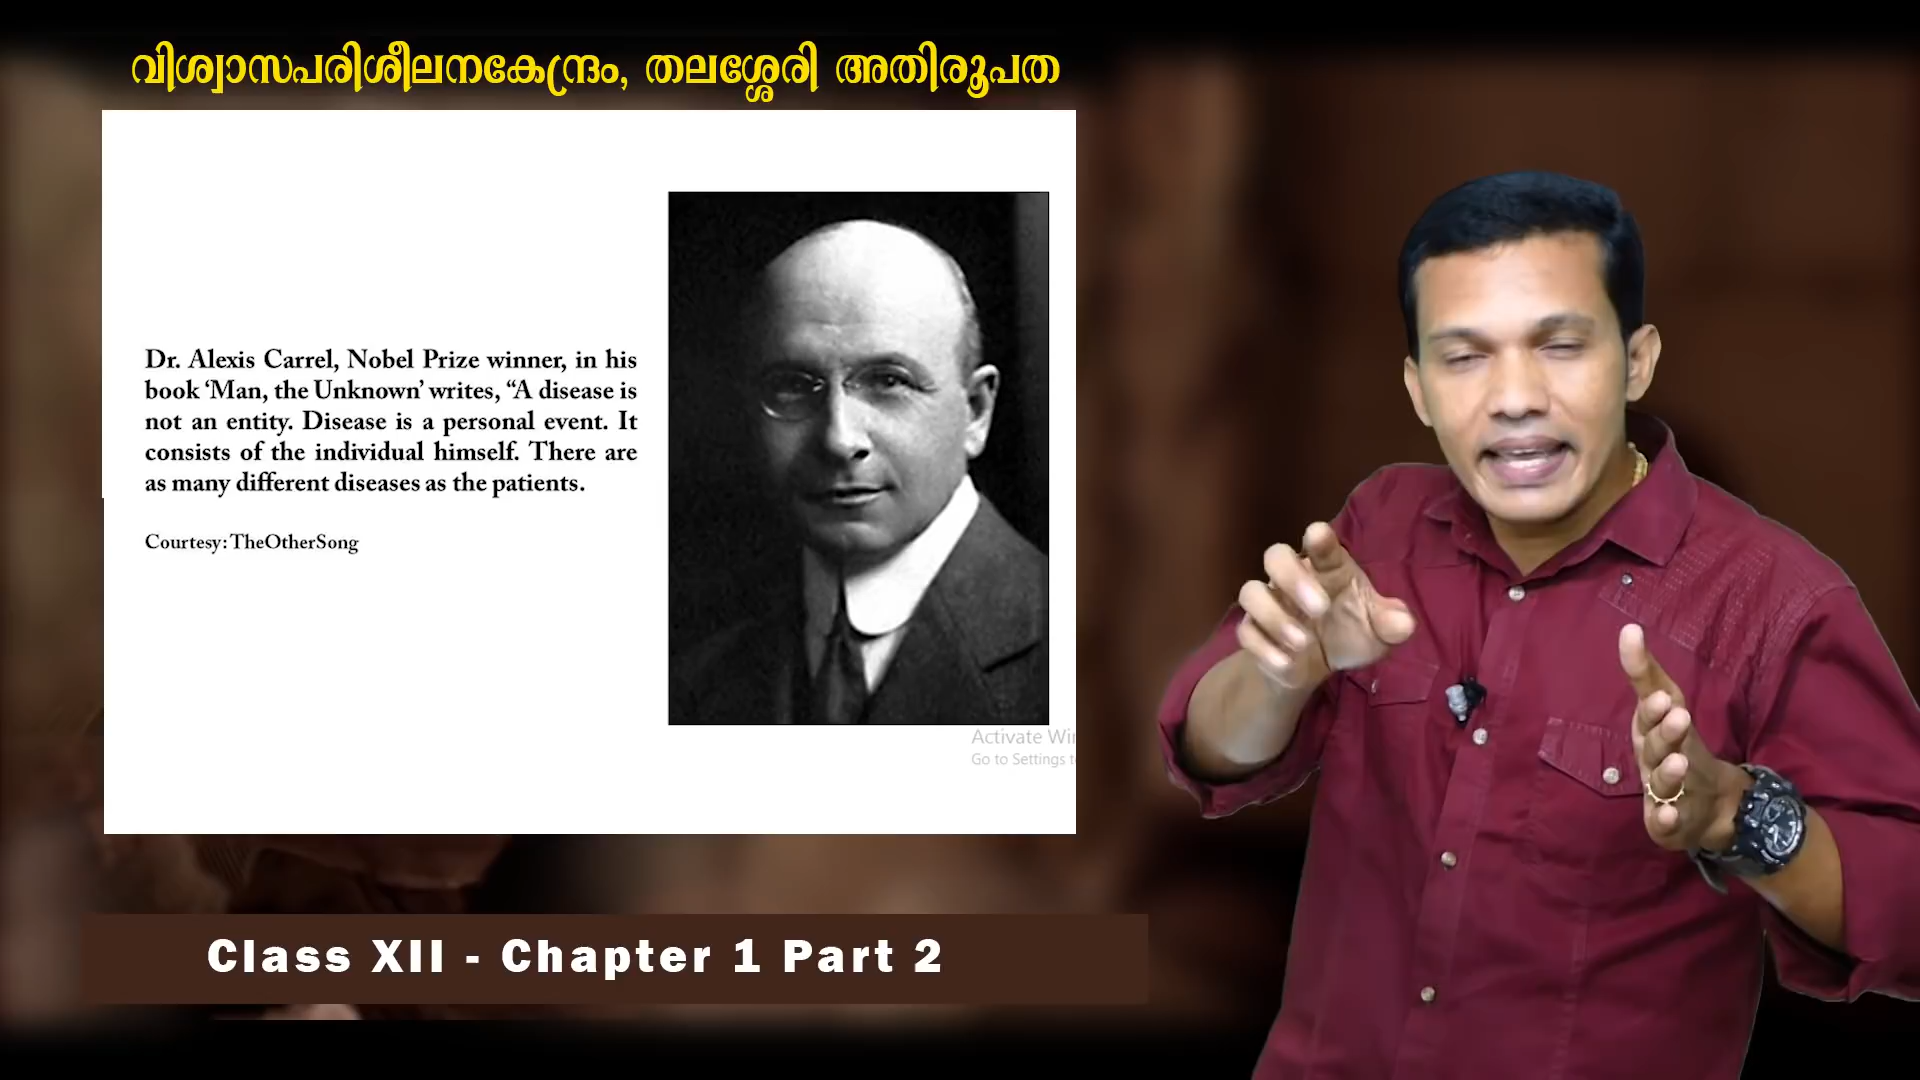 വിശ്വാസപരിശീലനകേന്ദ്രം, തലശ്ശേരി അതിരൂപത
Dr. Alexis Carrel, Nobel Prize winner, in his
book ‘Man, the Unknown’ writes, “A disease is
not an entity. Disease is a personal event. It
consists of the individual himself. There are
as many different diseases as the patients.
Courtesy: TheOtherSong
Activate Wi
Go to Settings t
Class XII - Chapter 1 Part 2